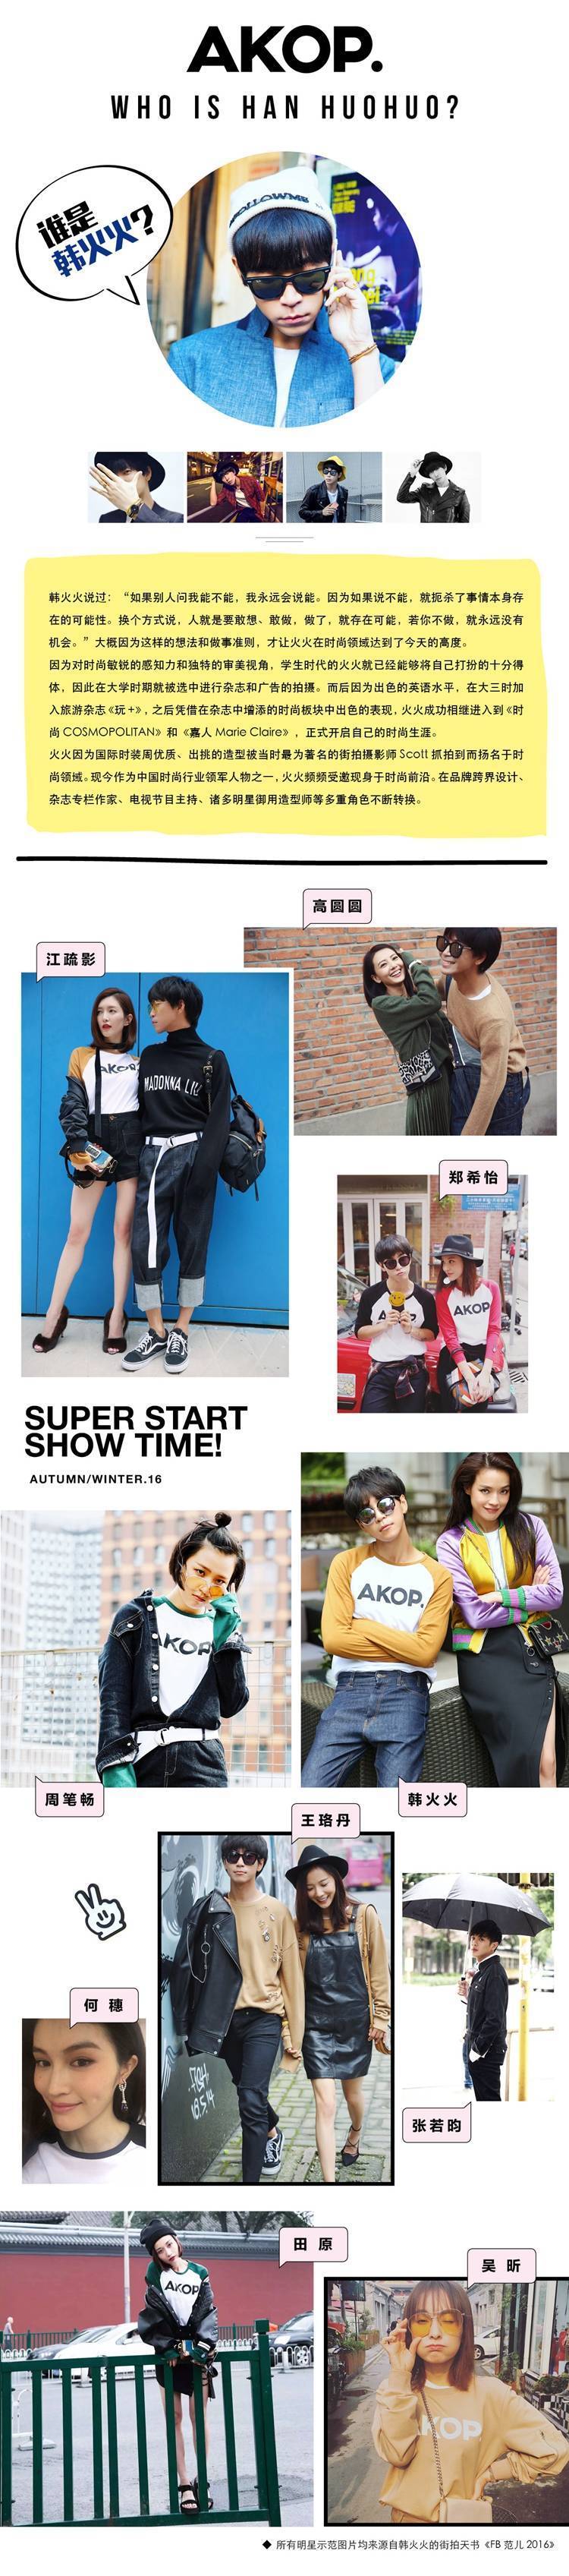 AKOP.
WHO IS HAN HUOHUO?
谁是
韩火火?
韩火火说过：“如果别人问我能不能，我永远会说能。因为如果说不能，就扼杀了事情本身存
在的可能性。换个方式说，人就是要敢想、敢做，做了，就存在可能，若你不做，就永远没有
机会。”大概因为这样的想法和做事准则，才让火火在时尚领域达到了今天的高度。
因为对时尚敏锐的感知力和独特的审美视角，学生时代的火火就已经能够将自己打扮的十分得
体，因此在大学时期就被选中进行杂志和广告的拍摄。而后因为出色的英语水平，在大三时加
入旅游杂志《玩+》，之后凭借在杂志中增添的时尚板块中出色的表现，火火成功相继进入到《时
尚 COSMOPOLITAN》和《嘉人 Marie Claire》，正式开启自己的时尚生涯。
火火因为国际时装周优质、出挑的造型被当时最为著名的街拍摄影师 Scott 抓拍到而扬名于时
尚领域。现今作为中国时尚行业领军人物之一，火火频频受邀现身于时尚前沿。在品牌跨界设计、
杂志专栏作家、电视节目主持、诸多明星御用造型师等多重角色不断转换。
高圆圆
江疏影
AKOP
MADONNA LIL
郑希怡
AKOP
SUPER START
SHOW TIME!
AUTUMN/WINTER.16
AKOP.
KOP
周笔畅
韩火火
王珞丹
何 穗
张若昀
田 原
吴 昕
AKOP
KOP
◆ 所有明星示范图片均来源自韩火火的街拍天书《FB 范儿 2016》